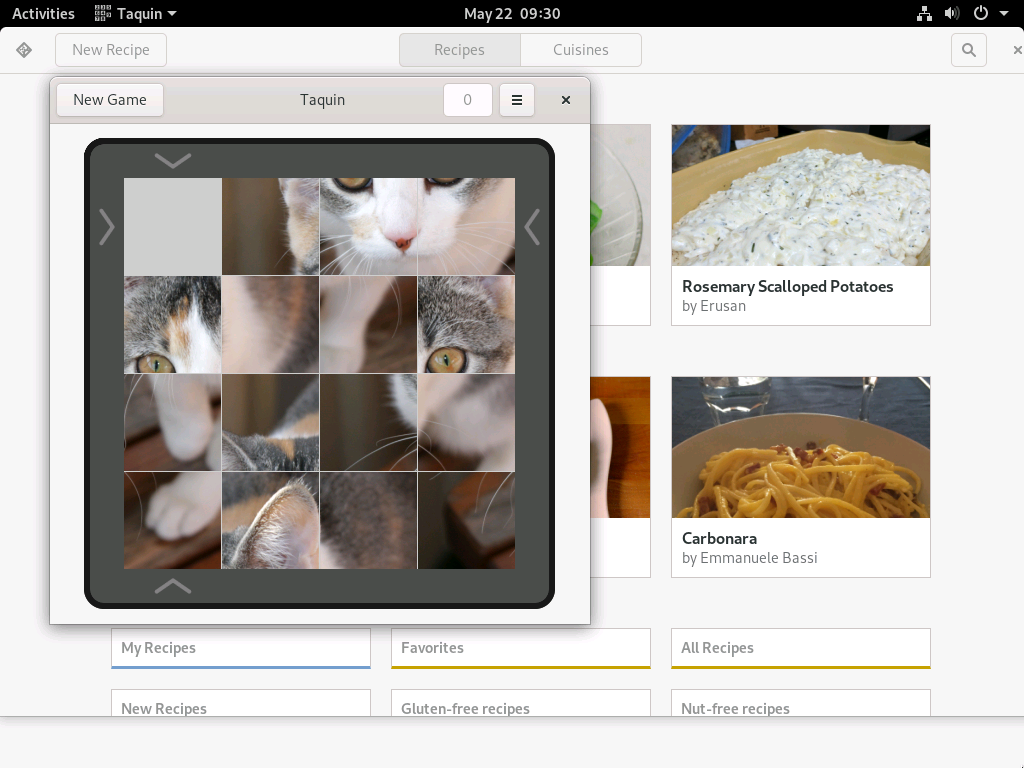 Activities
Taquin
May 22 09:30
New Recipe
Recipes
Cuisines
New Game
Taquin
0
Rosemary Scalloped Potatoes
by Erusan
Carbonara
by Emmanuele Bassi
My Recipes
Favorites
All Recipes
New Recipes
Gluten-free recipes
Nut-free recipes